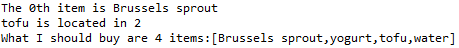 The 0th item is Brussels sprout
tofu is located in 2
What I should buy are 4 items:[Brussels sprout,yogurt,tofu,water]